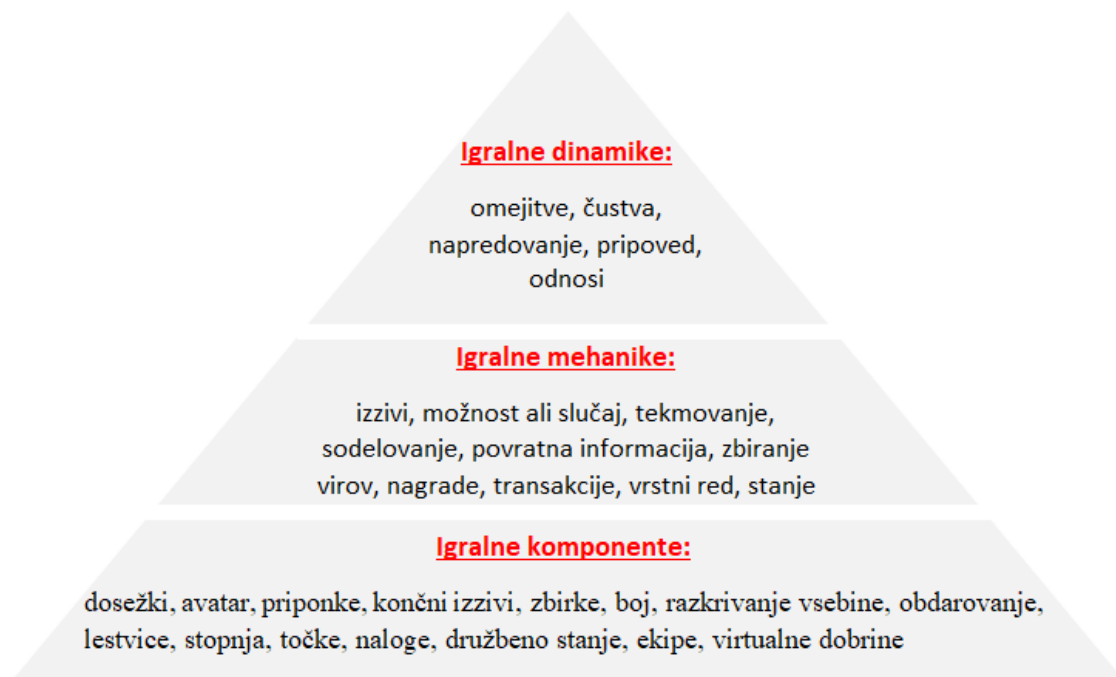 Igralne dinamike:
omejitve, čustva,
napredovanje, pripoved,
odnosi
Igralne mehanike:
izzivi, možnost ali slučaj, tekmovanje,
sodelovanje, povratna informacija, zbiranje
virov, nagrade, transakcije, vrstni red, stanje
Igralne komponente:
dosežki, avatar, priponke, končni izzivi, zbirke, boj, razkrivanje vsebine, obdarovanje,
lestvice, stopnja, točke, naloge, družbeno stanje, ekipe, virtualne dobrine